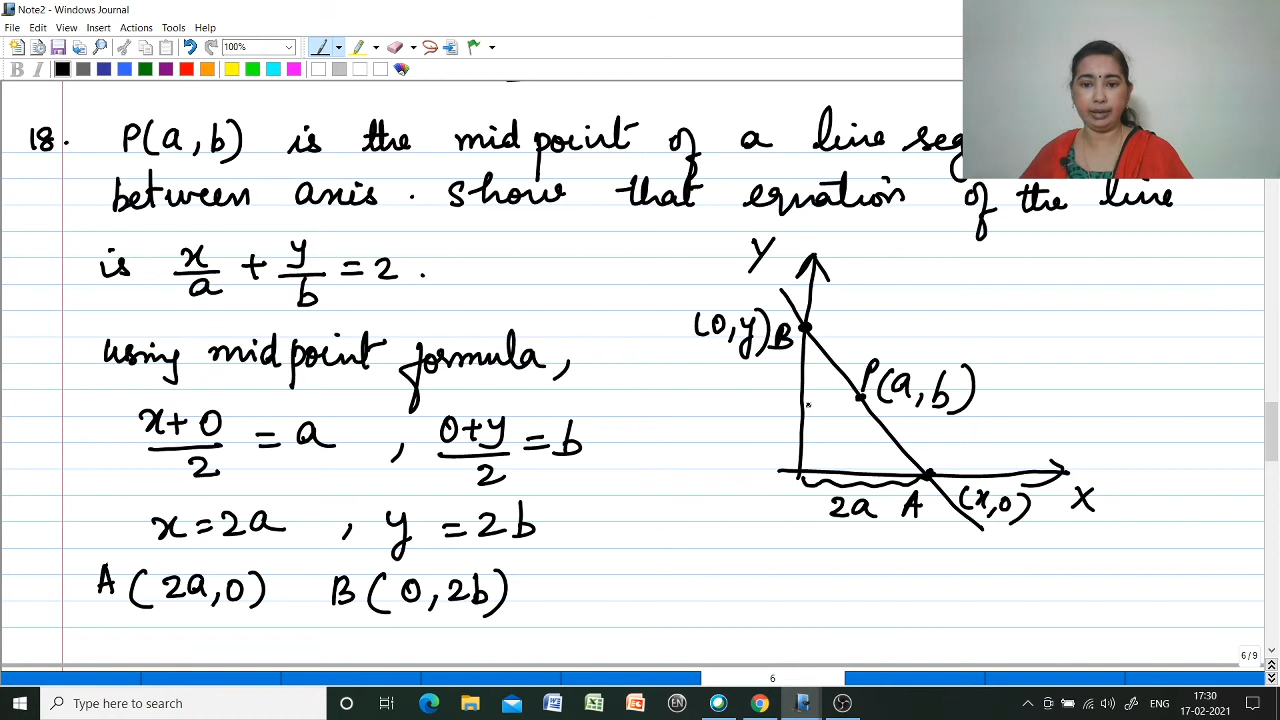 Note2 - Windows Journal
File Edit View Insert Actions Tools Help
100%
B I
18. P(a,b) is the midpoint of a line seg
between axis. Show that equation of the line
is x/a + y/b = 2.
using midpoint formula,
x+0/2 = a , 0+y/2 = b
x = 2a , y = 2b
A (2a,0) B (0,2b)
Y
(0,y) B
P(a,b)
2a A (x,0) X
6/9
6
Type here to search
ENG
17:30
17-02-2021